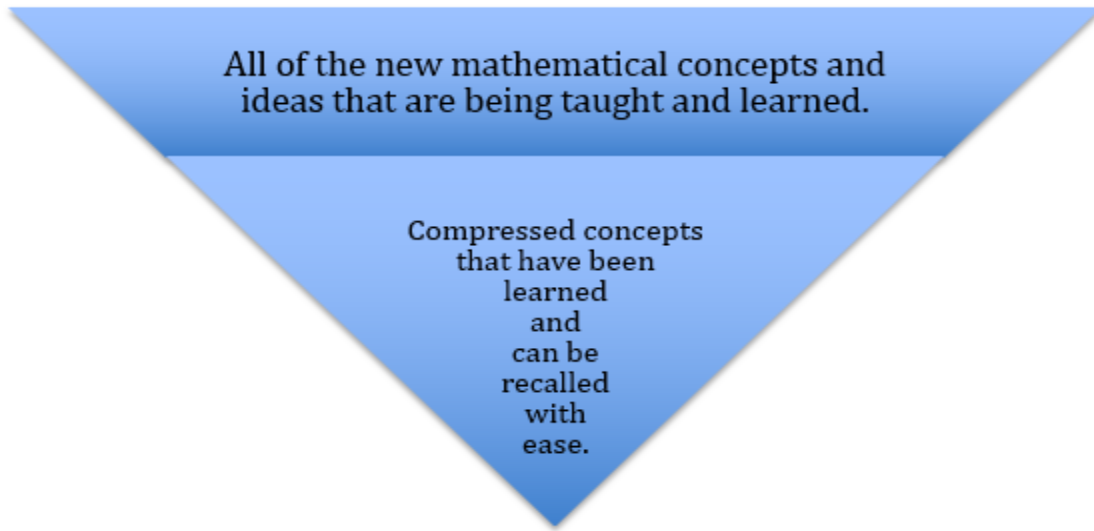 All of the new mathematical concepts and
ideas that are being taught and learned.
Compressed concepts
that have been
learned
and
can be
recalled
with
ease.